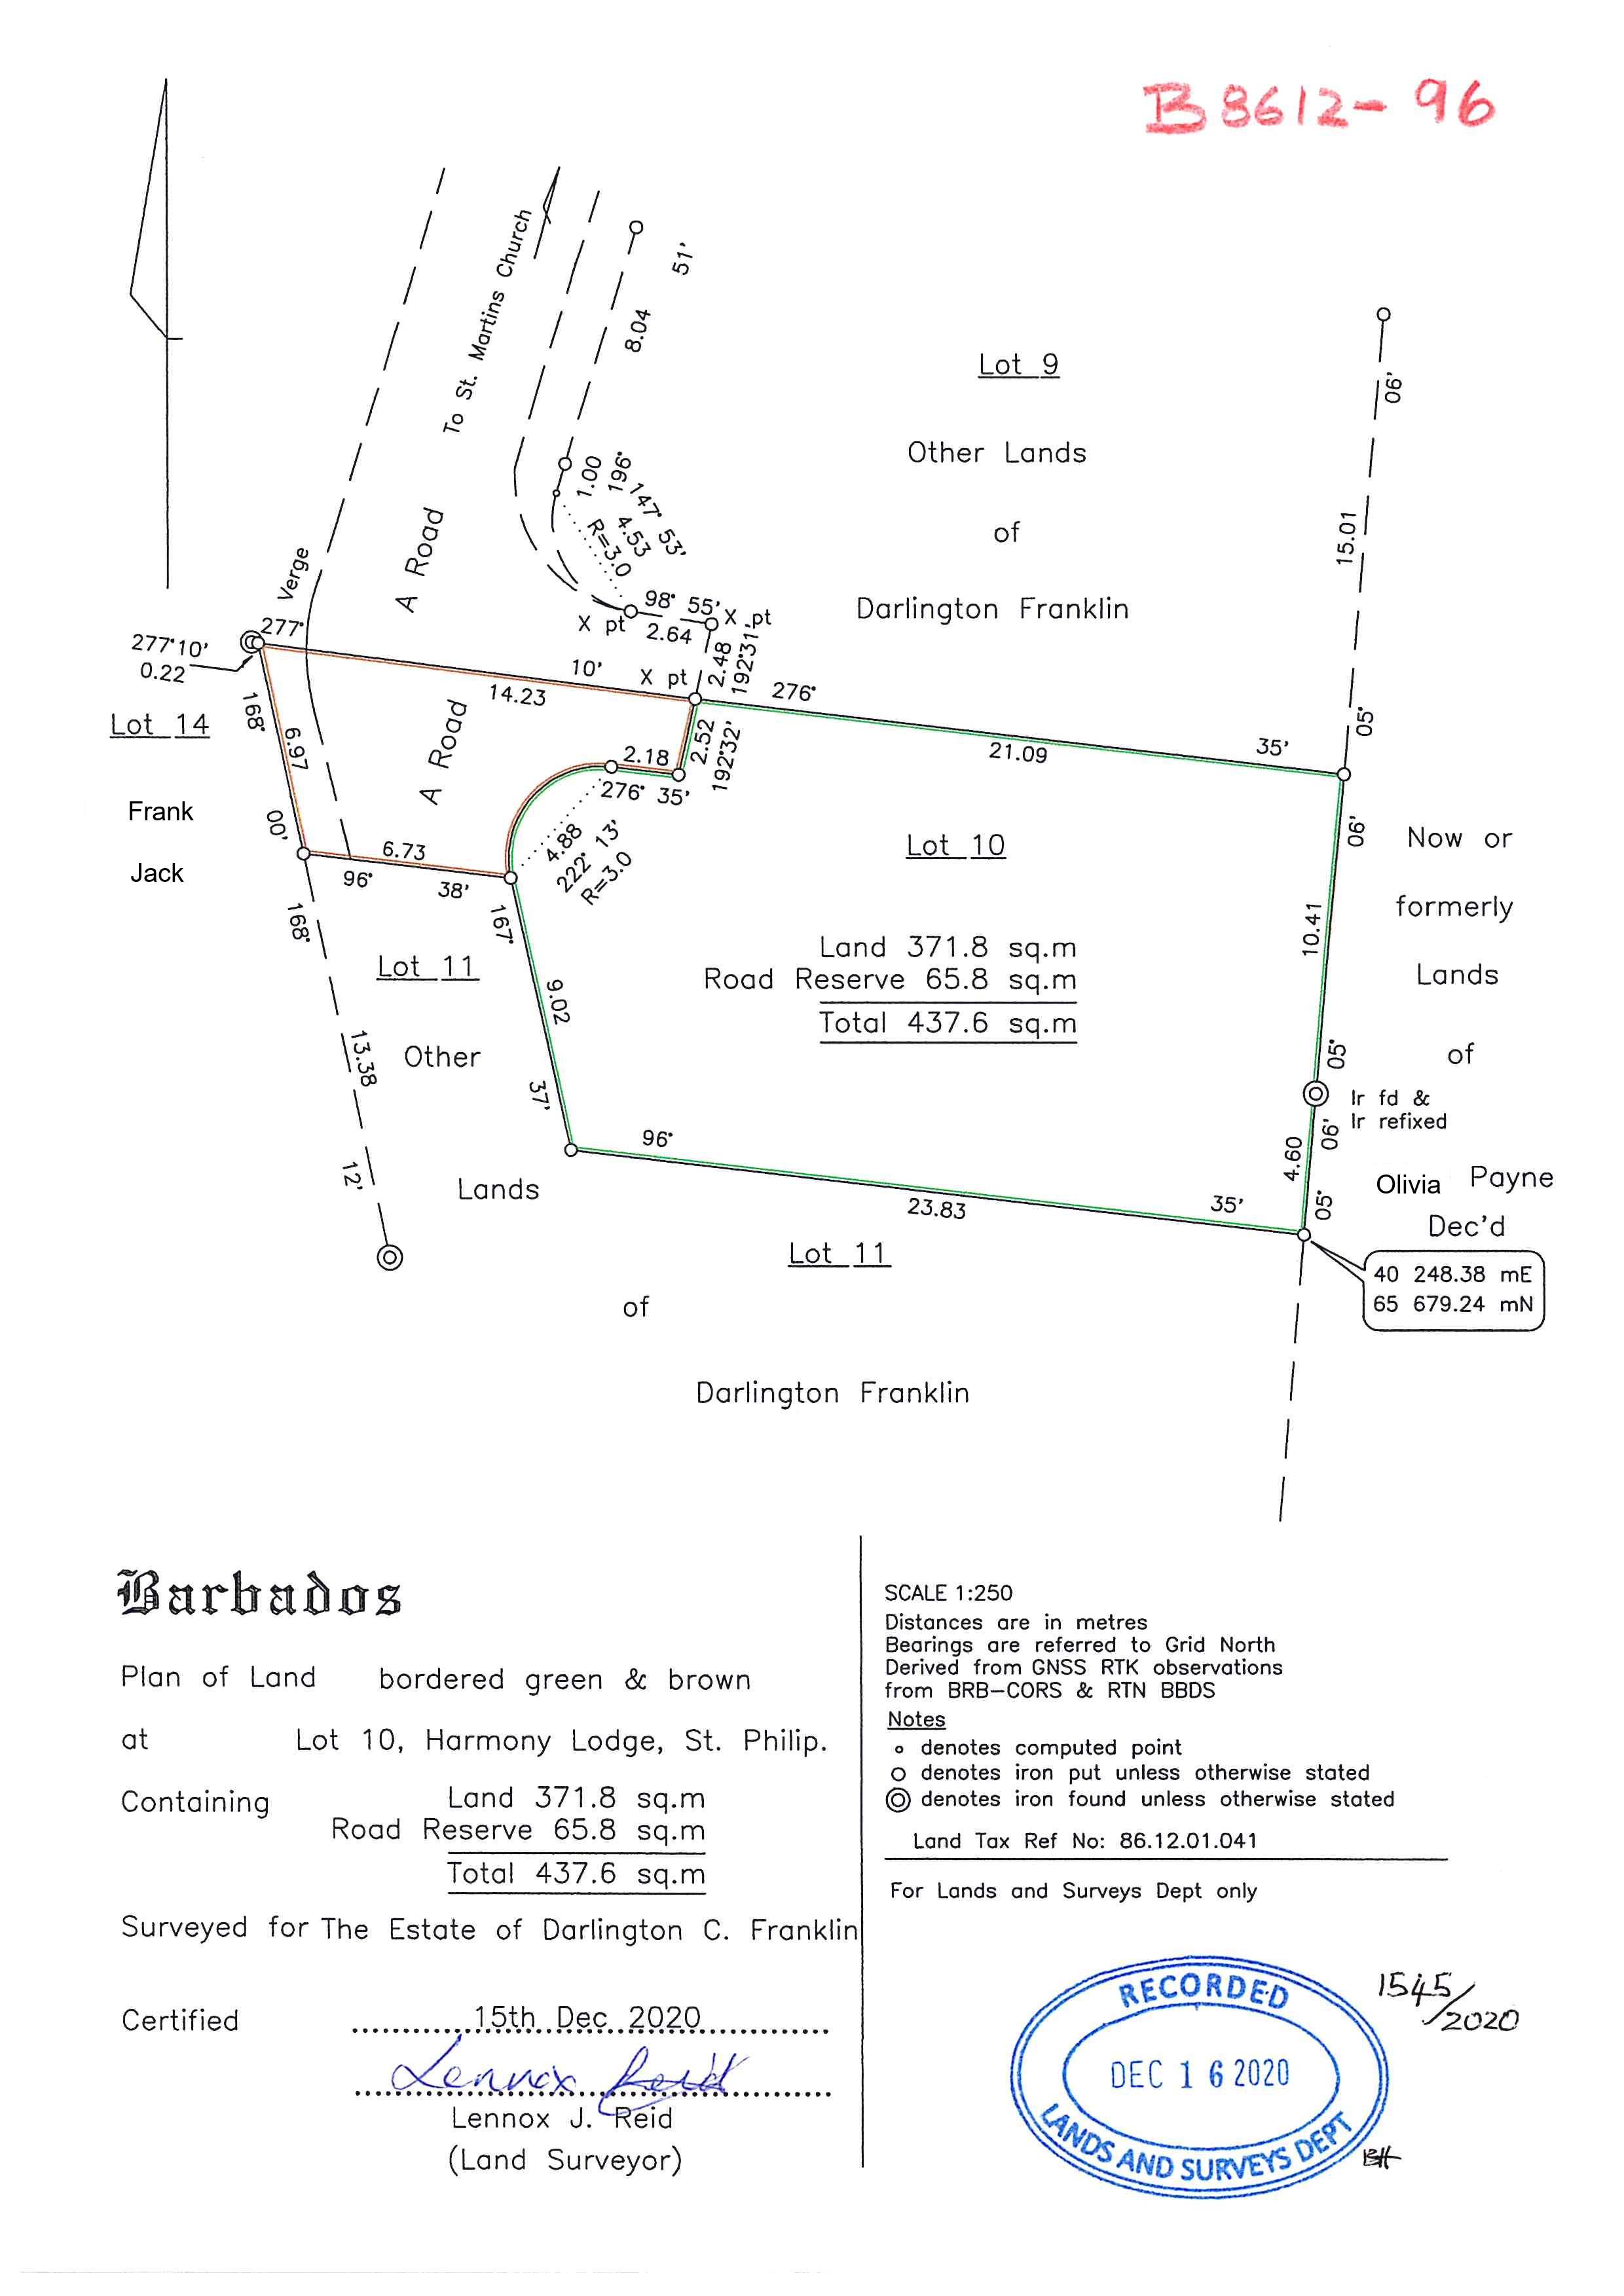 B 8612-96
To St. Martins Church
51'
8.04
Lot 9
06'
Other Lands
1.00
196°
147° 53'
4.53
R=3.0
of
15.01
A Road
Verge
Darlington Franklin
98° 55'
X pt
X pt
2.64
277°
277°10'
0.22
2.48
192°31'
10'
X pt
14.23
276°
168°
Lot 14
6.97
A Road
2.52
192°32'
05°
21.09
35'
2.18
276° 35'
Frank
00'
4.88
222° 13'
R=3.0
Lot 10
06'
Now or
6.73
Jack
96°
38'
formerly
168°
167°
10.41
Land 371.8 sq.m
Lot 11
Road Reserve 65.8 sq.m
Lands
9.02
Total 437.6 sq.m
13.38
Other
05°
of
37'
Ir fd &
Ir refixed
96°
06'
4.60
12'
Lands
23.83
35'
05°
Olivia Payne
Dec'd
Lot 11
40 248.38 mE
65 679.24 mN
of
Darlington Franklin
Barbados
Plan of Land bordered green & brown
at Lot 10, Harmony Lodge, St. Philip.
Containing Land 371.8 sq.m
Road Reserve 65.8 sq.m
Total 437.6 sq.m
Surveyed for The Estate of Darlington C. Franklin
Certified 15th Dec. 2020
Lennox Reid
Lennox J. Reid
(Land Surveyor)
SCALE 1:250
Distances are in metres
Bearings are referred to Grid North
Derived from GNSS RTK observations
from BRB-CORS & RTN BBDS
Notes
denotes computed point
denotes iron put unless otherwise stated
denotes iron found unless otherwise stated
Land Tax Ref No: 86.12.01.041
For Lands and Surveys Dept only
RECORDED
DEC 16 2020
LANDS AND SURVEYS DEPT
1545/2020
BH